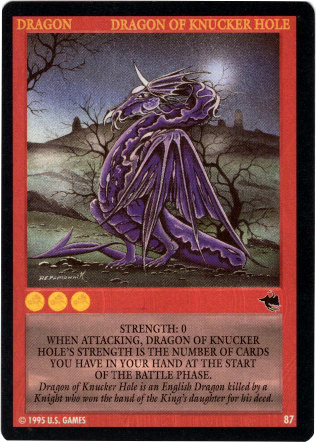 DRAGON DRAGON OF KNUCKER HOLE
STRENGTH: 0
WHEN ATTACKING, DRAGON OF KNUCKER
HOLE'S STRENGTH IS THE NUMBER OF CARDS
YOU HAVE IN YOUR HAND AT THE START
OF THE BATTLE PHASE.
Dragon of Knucker Hole is an English Dragon killed by a
Knight who won the hand of the King's daughter for his deed.
© 1995 U.S. GAMES 87